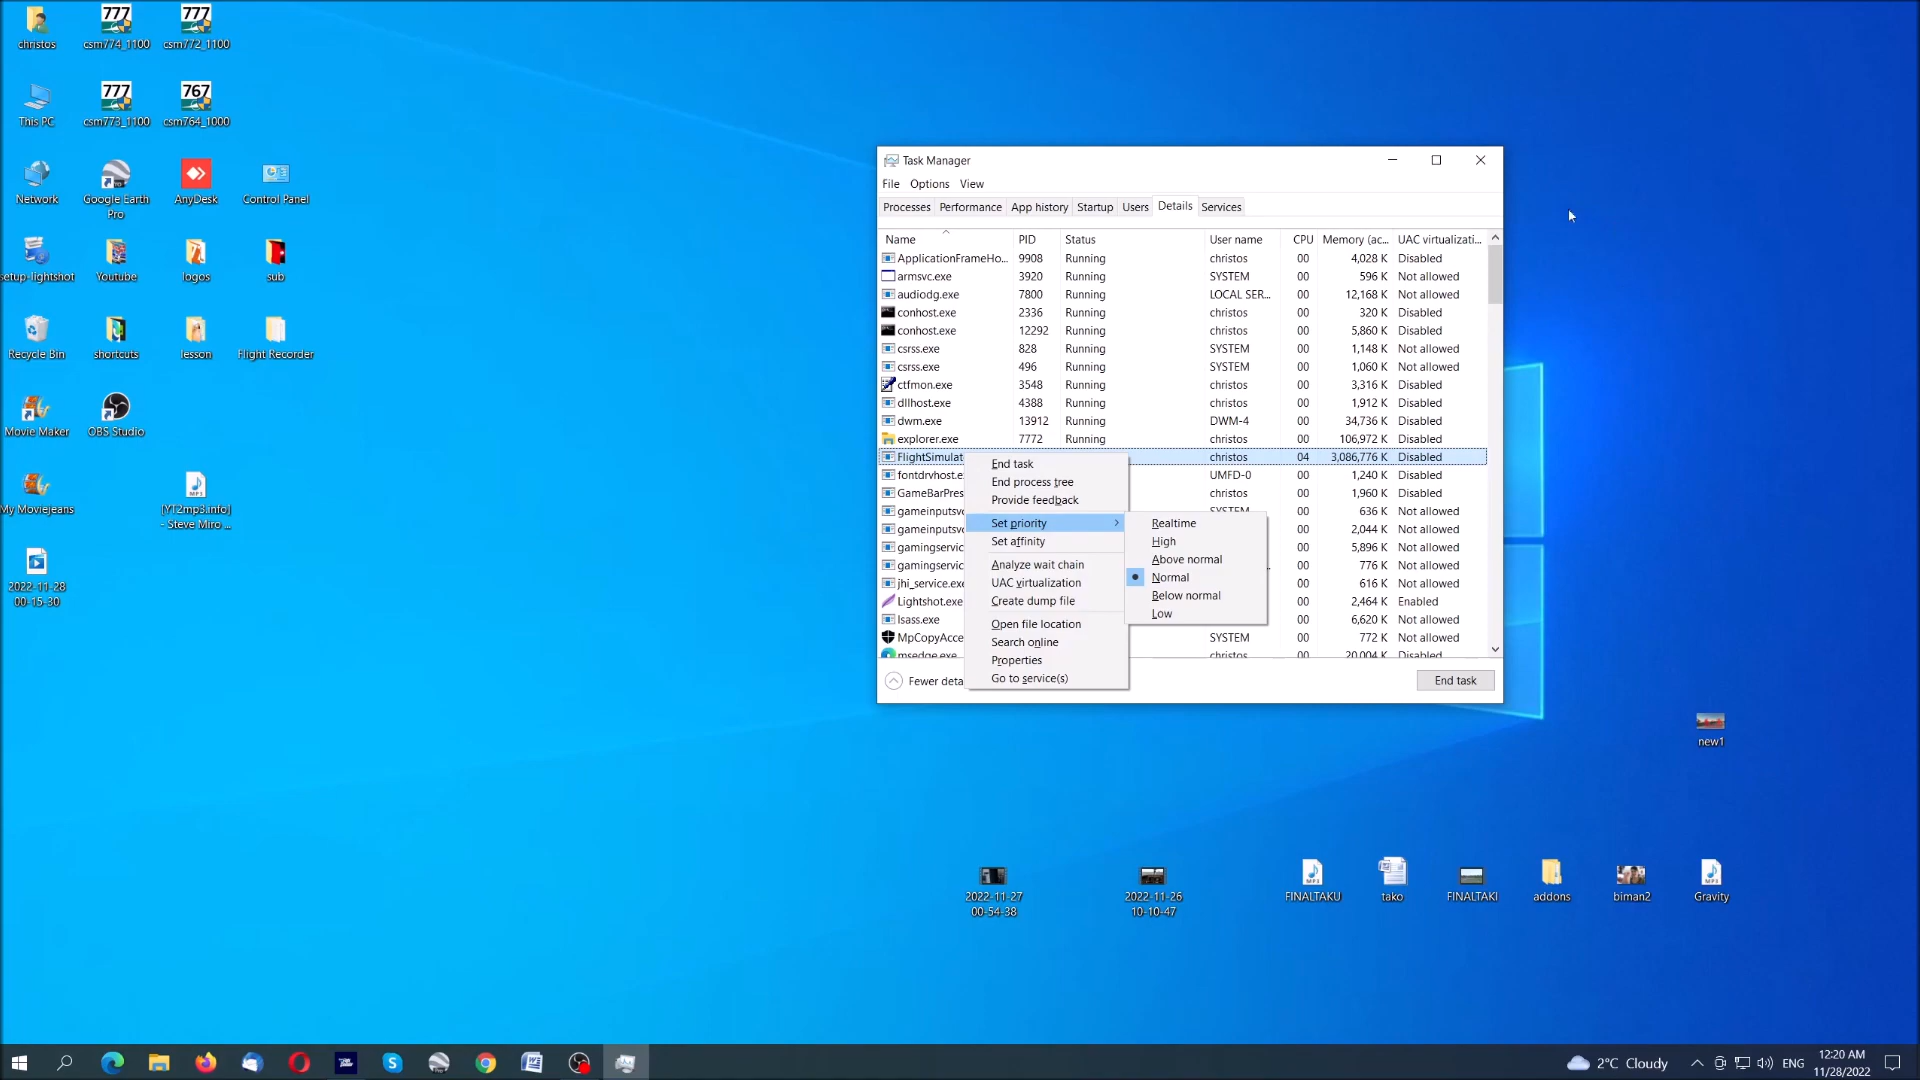 christos
777
csm774_1100
777
csm772_1100
This PC
777
csm773_1100
767
csm764_1000
Network
Google Earth
Pro
AnyDesk
Control Panel
setup-lightshot
Youtube
logos
sub
Recycle Bin
shortcuts
lesson
Flight Recorder
Movie Maker
OBS Studio
My Moviejeans
[YT2mp3.info]
- Steve Miro ...
2022-11-28
00-15-30
Task Manager
File Options View
Processes Performance App history Startup Users Details Services
Name PID Status User name CPU Memory (ac... UAC virtualizati...
ApplicationFrameHo... 9908 Running christos 00 4,028 K Disabled
armsvc.exe 3920 Running SYSTEM 00 596 K Not allowed
audiodg.exe 7800 Running LOCAL SER... 00 12,168 K Not allowed
conhost.exe 2336 Running christos 00 320 K Disabled
conhost.exe 12292 Running christos 00 5,860 K Disabled
csrss.exe 828 Running SYSTEM 00 1,148 K Not allowed
csrss.exe 496 Running SYSTEM 00 1,060 K Not allowed
ctfmon.exe 3548 Running christos 00 3,316 K Disabled
dllhost.exe 4388 Running christos 00 1,912 K Disabled
dwm.exe 13912 Running DWM-4 00 34,736 K Disabled
explorer.exe 7772 Running christos 00 106,972 K Disabled
FlightSimulat christos 04 3,086,776 K Disabled
fontdrvhost.e UMFD-0 00 1,240 K Disabled
GameBarPres christos 00 1,960 K Disabled
gameinputsv SYSTEM 00 636 K Not allowed
gameinputsv 00 2,044 K Not allowed
gamingservic 00 5,896 K Not allowed
gamingservic 00 776 K Not allowed
jhi_service.exe 00 616 K Not allowed
Lightshot.exe 00 2,464 K Enabled
lsass.exe 00 6,620 K Not allowed
MpCopyAcce SYSTEM 00 772 K Not allowed
msedge.exe christos 00 20,004 K Disabled
End task
End process tree
Provide feedback
Set priority
Set affinity
Analyze wait chain
UAC virtualization
Create dump file
Open file location
Search online
Properties
Go to service(s)
Realtime
High
Above normal
Normal
Below normal
Low
Fewer deta
End task
new1
2022-11-27
00-54-38
2022-11-26
10-10-47
FINALTAKU
tako
FINALTAKI
addons
biman2
Gravity
2°C Cloudy
ENG
12:20 AM
11/28/2022